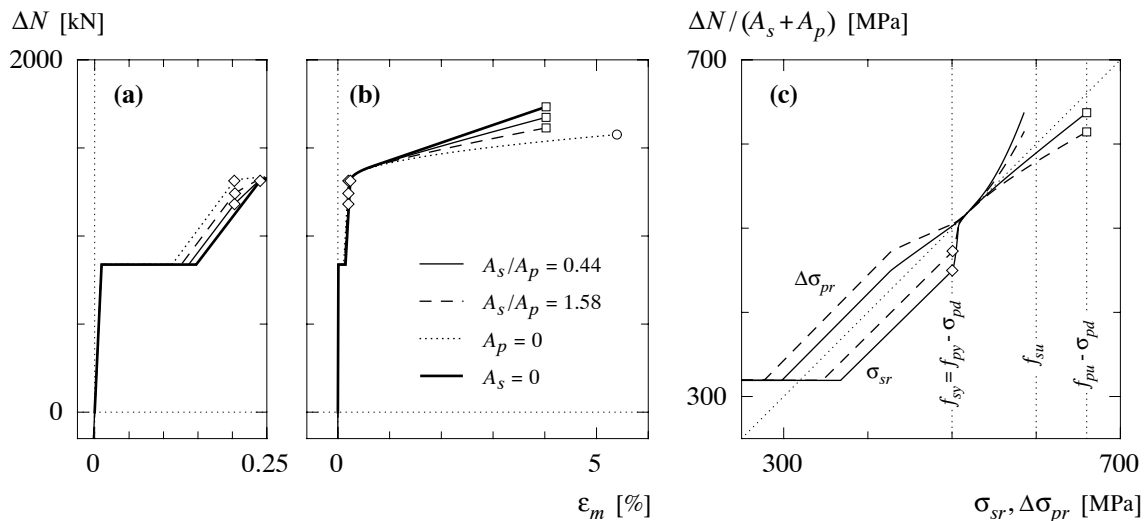 ΔN [kN]
2000
0
(a)
0
0.25
(b)
A_s/A_p = 0.44
A_s/A_p = 1.58
A_p = 0
A_s = 0
0
5
ε_m [%]
ΔN/(A_s+A_p) [MPa]
700
300
(c)
Δσ_pr
σ_sr
f_sy = f_py - σ_pd
f_su
f_pu - σ_pd
300
700
σ_sr, Δσ_pr [MPa]